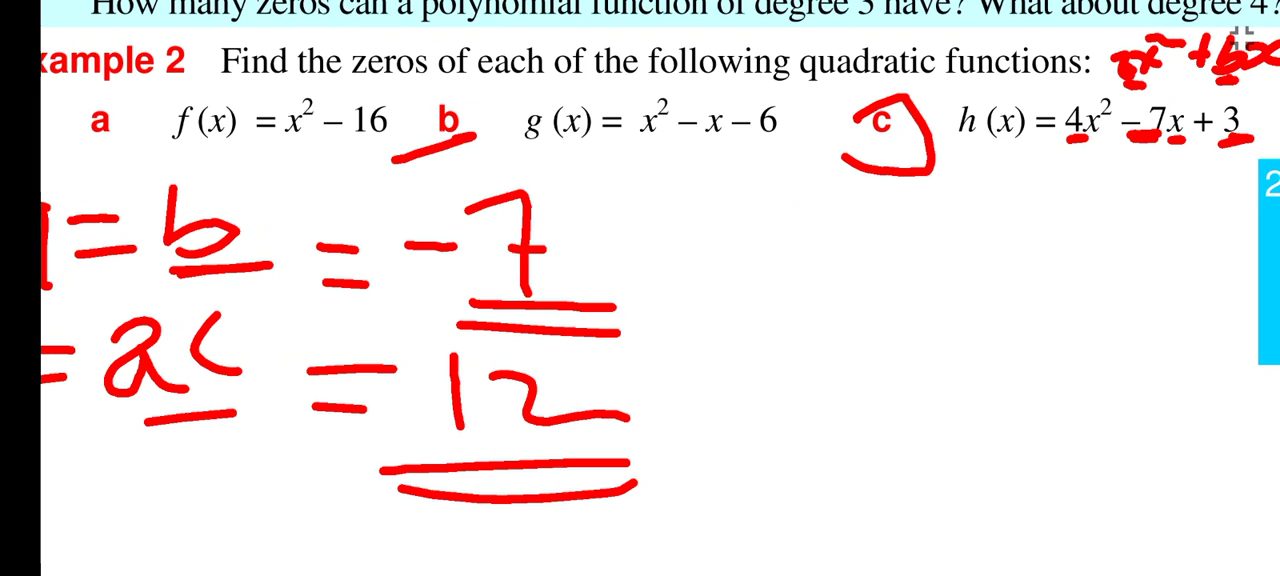 How many zeros can a polynomial function of degree 3 have? What about degree 4?
xample 2 Find the zeros of each of the following quadratic functions:
a f (x) = x² – 16 b g (x) = x² – x – 6 c h (x) = 4x² – 7x + 3
= b = -7
= ac = 12
2